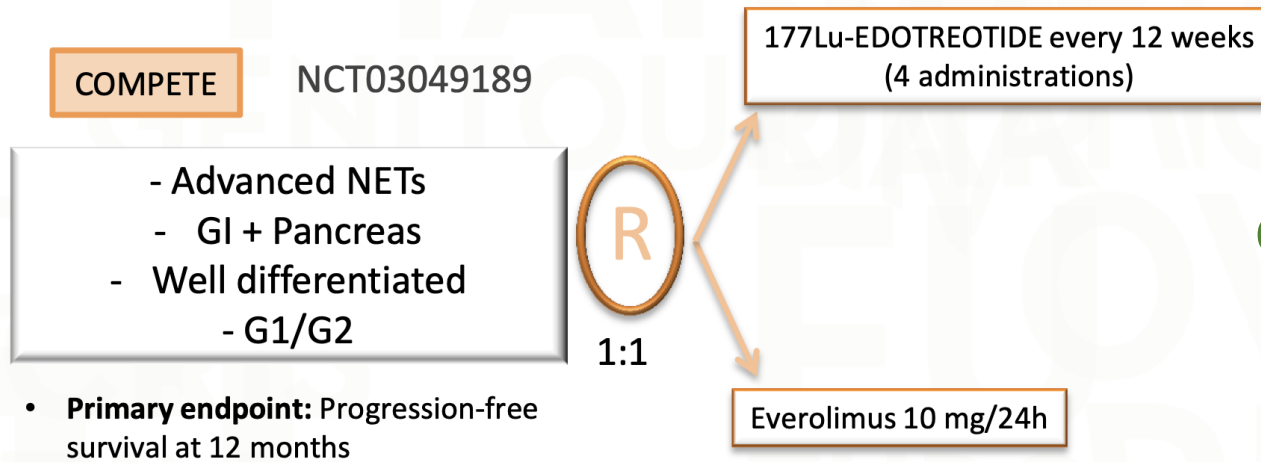 COMPETE
NCT03049189
177Lu-EDOTREOTIDE every 12 weeks
(4 administrations)
- Advanced NETs
- GI + Pancreas
- Well differentiated
- G1/G2
R
1:1
Everolimus 10 mg/24h
• Primary endpoint: Progression-free
survival at 12 months